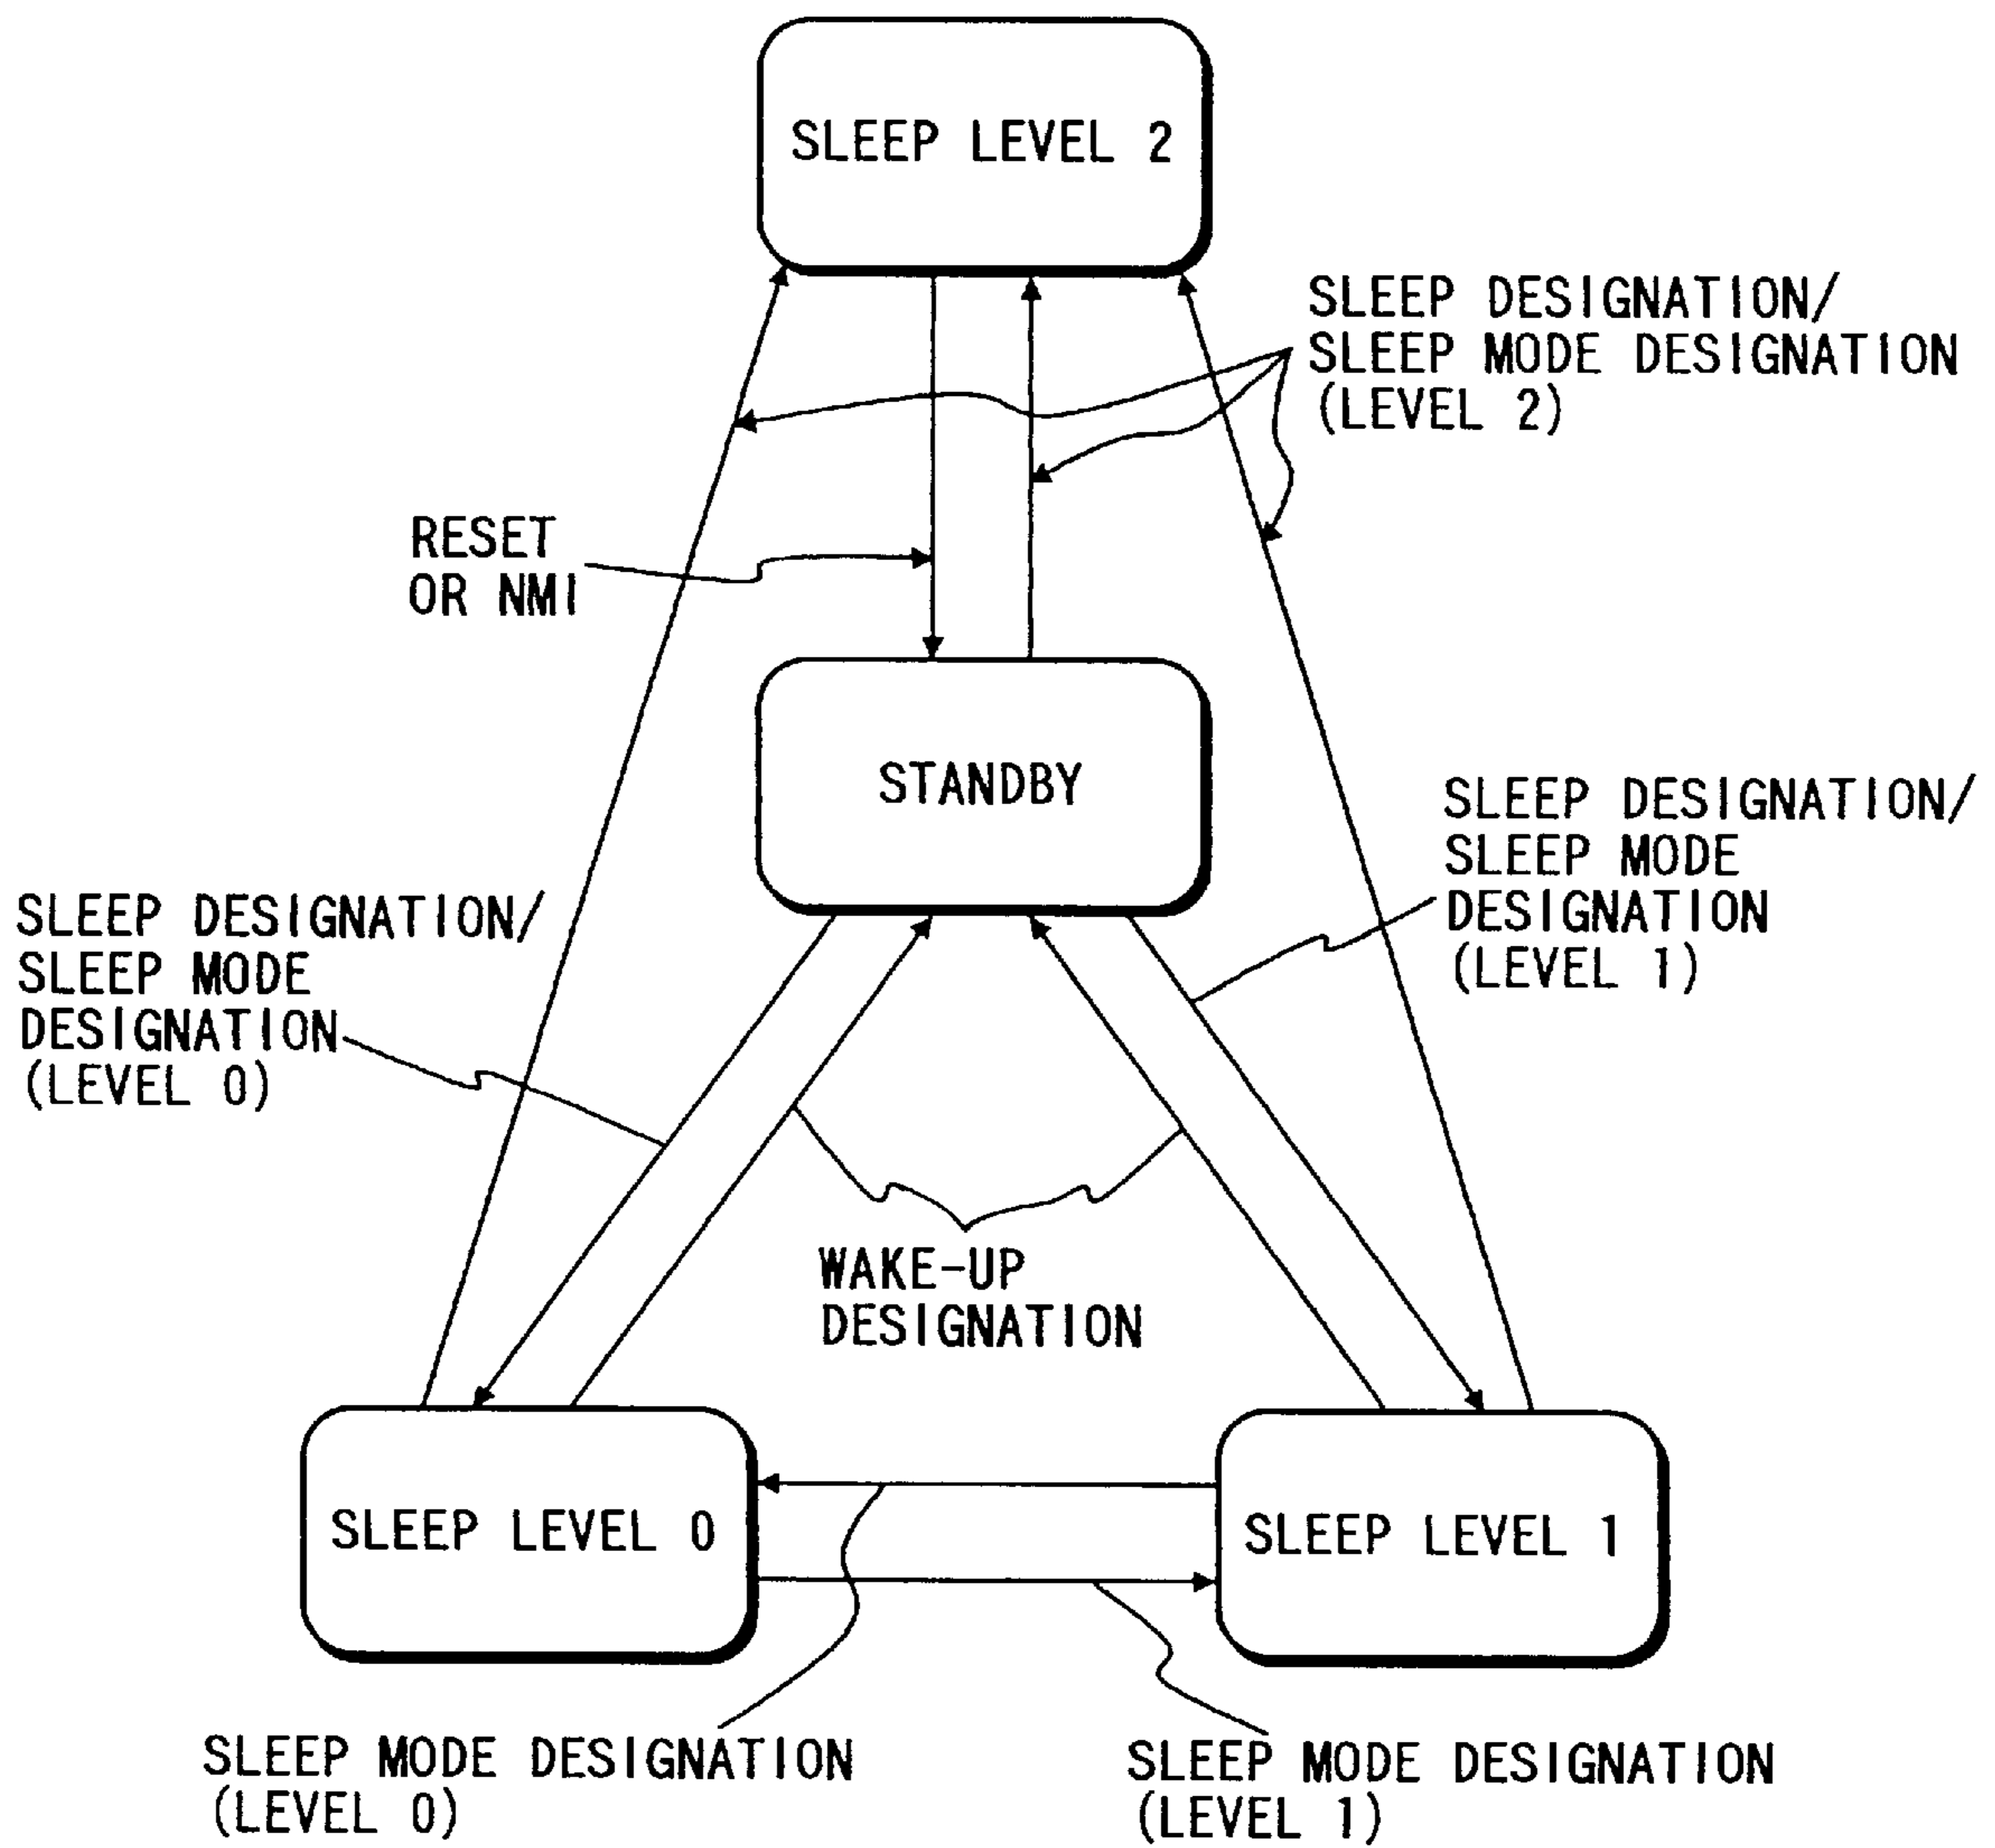 SLEEP LEVEL 2
SLEEP DESIGNATION/
SLEEP MODE DESIGNATION
(LEVEL 2)
RESET
OR NMI
STANDBY
SLEEP DESIGNATION/
SLEEP MODE
DESIGNATION
(LEVEL 1)
SLEEP DESIGNATION/
SLEEP MODE
DESIGNATION
(LEVEL 0)
WAKE-UP
DESIGNATION
SLEEP LEVEL 0
SLEEP LEVEL 1
SLEEP MODE DESIGNATION
(LEVEL 0)
SLEEP MODE DESIGNATION
(LEVEL 1)